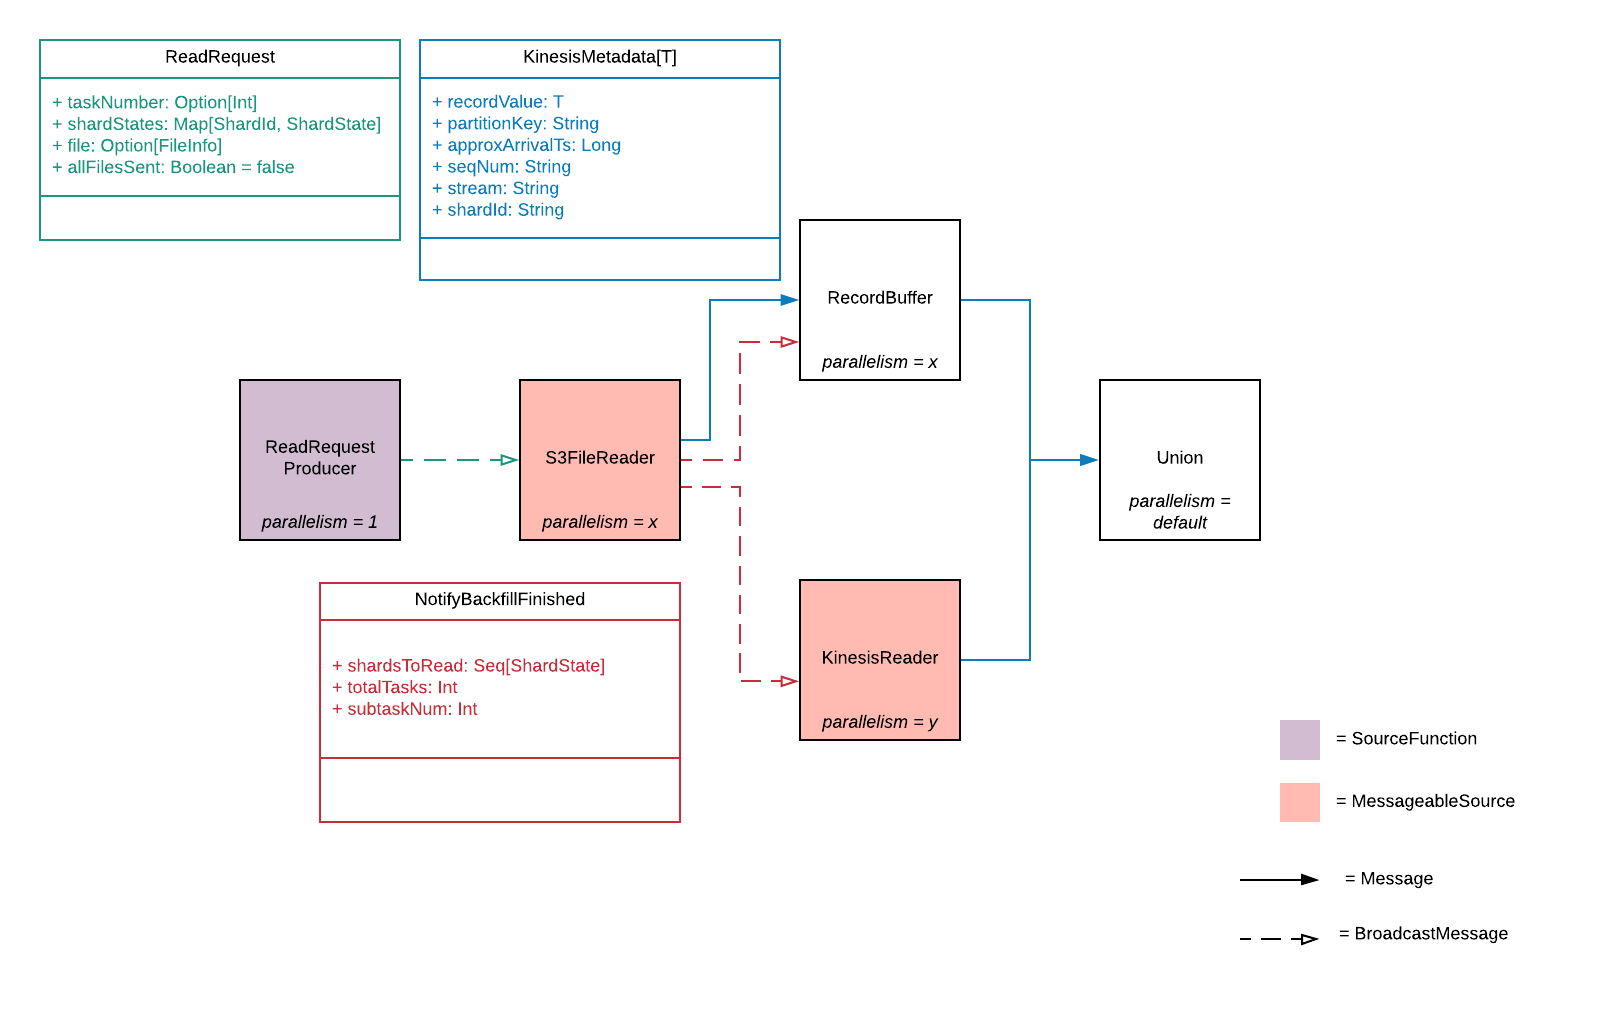 ReadRequest
+ taskNumber: Option[Int]
+ shardStates: Map[ShardId, ShardState]
+ file: Option[FileInfo]
+ allFilesSent: Boolean = false
KinesisMetadata[T]
+ recordValue: T
+ partitionKey: String
+ approxArrivalTs: Long
+ seqNum: String
+ stream: String
+ shardId: String
RecordBuffer
parallelism = x
ReadRequest
Producer
parallelism = 1
S3FileReader
parallelism = x
Union
parallelism =
default
NotifyBackfillFinished
+ shardsToRead: Seq[ShardState]
+ totalTasks: Int
+ subtaskNum: Int
KinesisReader
parallelism = y
= SourceFunction
= MessageableSource
= Message
= BroadcastMessage